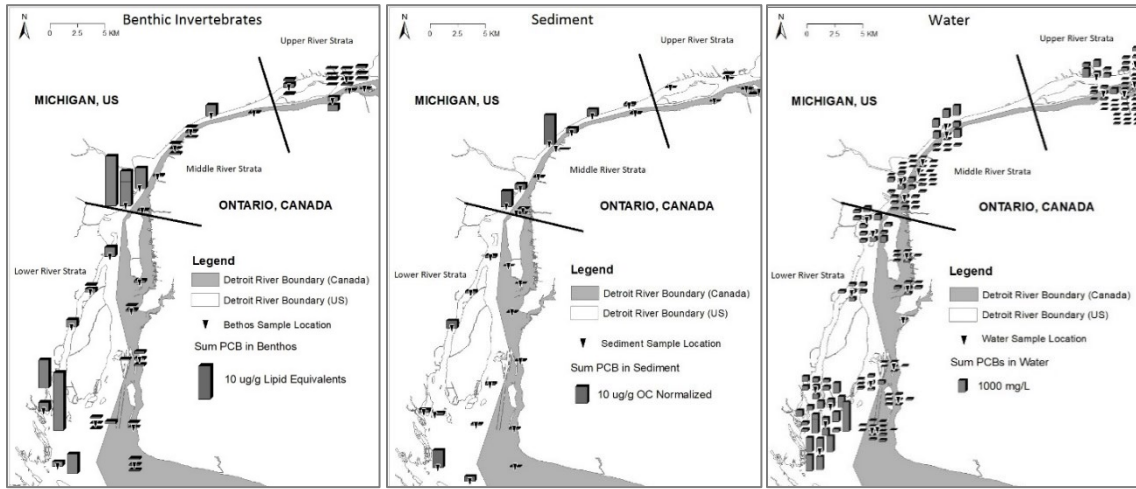 Benthic Invertebrates
N
0 2.5 5 KM
Upper River Strata
MICHIGAN, US
Middle River Strata
ONTARIO, CANADA
Lower River Strata
Legend
Detroit River Boundary (Canada)
Detroit River Boundary (US)
Bethos Sample Location
Sum PCB in Benthos
10 ug/g Lipid Equivalents
Sediment
N
0 2.5 5 KM
Upper River Strata
MICHIGAN, US
Middle River Strata
ONTARIO, CANADA
Lower River Strata
Legend
Detroit River Boundary (Canada)
Detroit River Boundary (US)
Sediment Sample Location
Sum PCB in Sediment
10 ug/g OC Normalized
Water
N
0 2.5 5 KM
Upper River Strata
MICHIGAN, US
Middle River Strata
ONTARIO, CANADA
Lower River Strata
Legend
Detroit River Boundary (Canada)
Detroit River Boundary (US)
Water Sample Location
Sum PCBs in Water
1000 mg/L